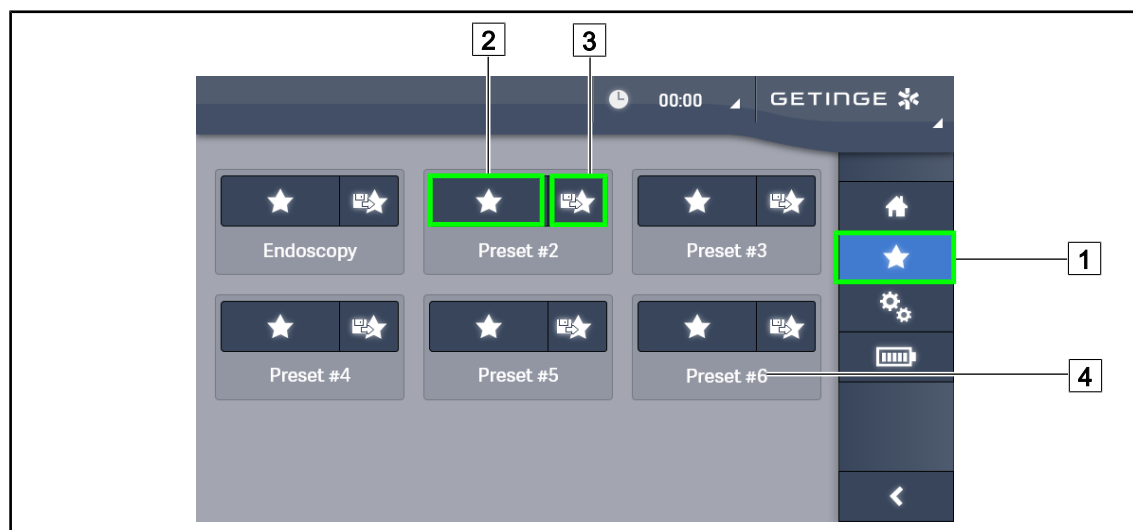 2 3
00:00 GETINGE
Endoscopy Preset #2 Preset #3
1
Preset #4 Preset #5 Preset #6
4